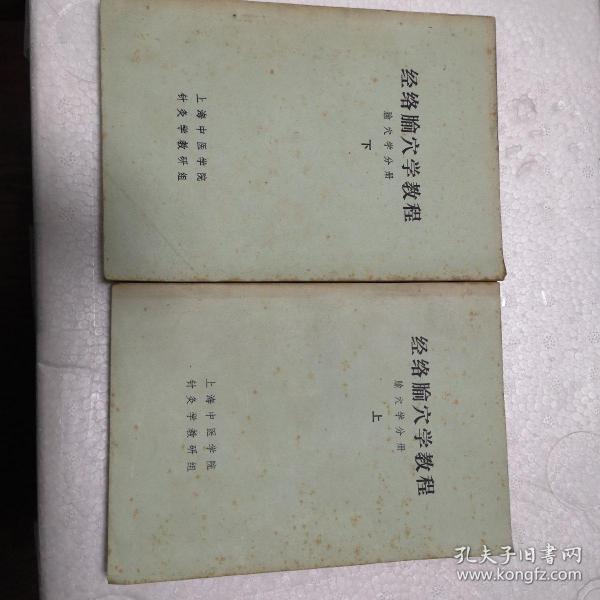 经络腧穴学教程
腧穴学分册
下
上海中医学院
针灸学教研组
经络腧穴学教程
腧穴学分册
上
上海中医学院
针灸学教研组
孔夫子旧书网
www.kongfz.com